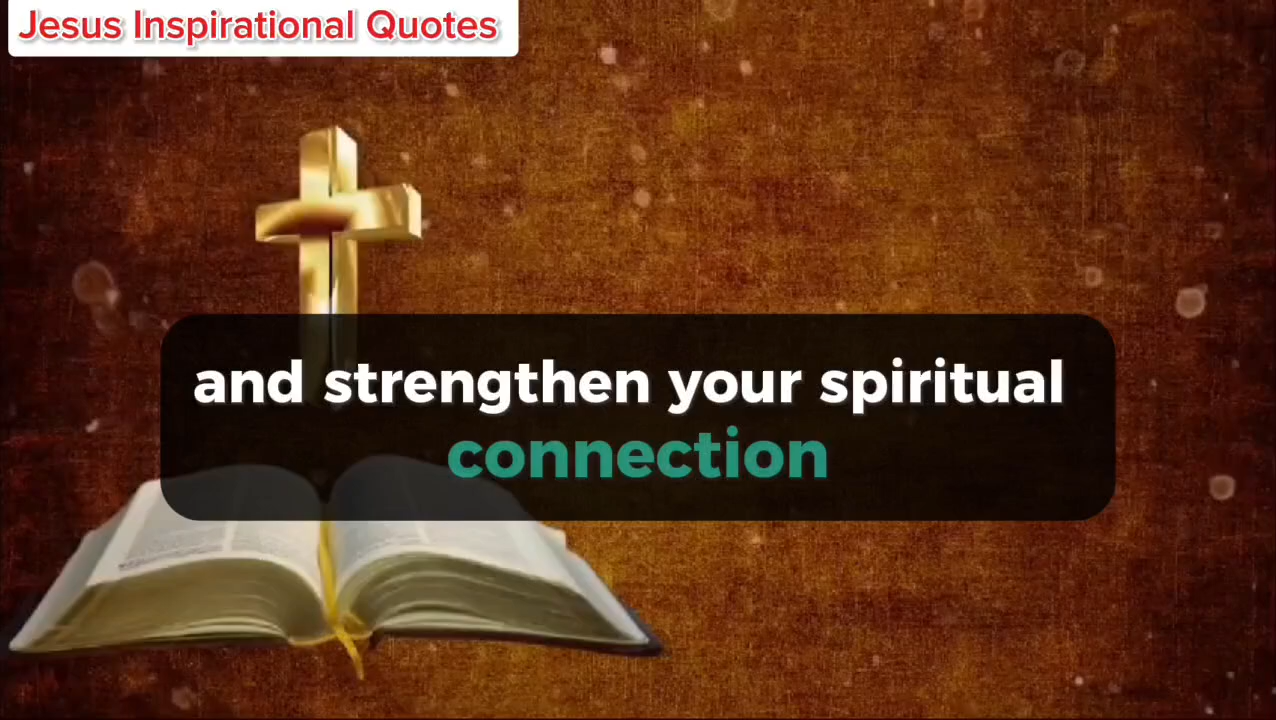 Jesus Inspirational Quotes
and strengthen your spiritual
connection